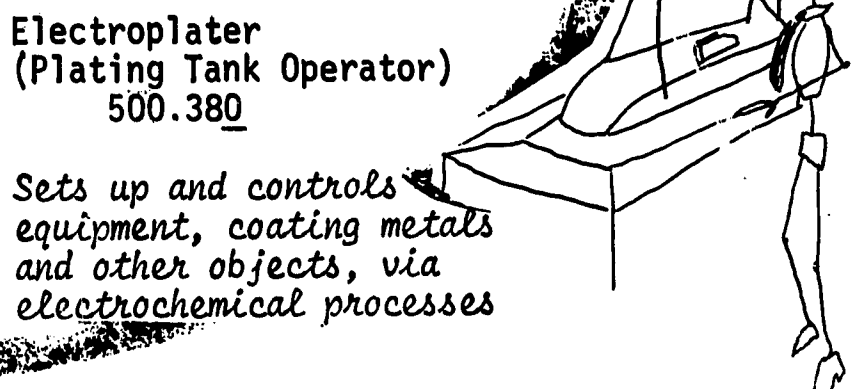 Electroplater
(Plating Tank Operator)
500.380
Sets up and controls
equipment, coating metals
and other objects, via
electrochemical processes